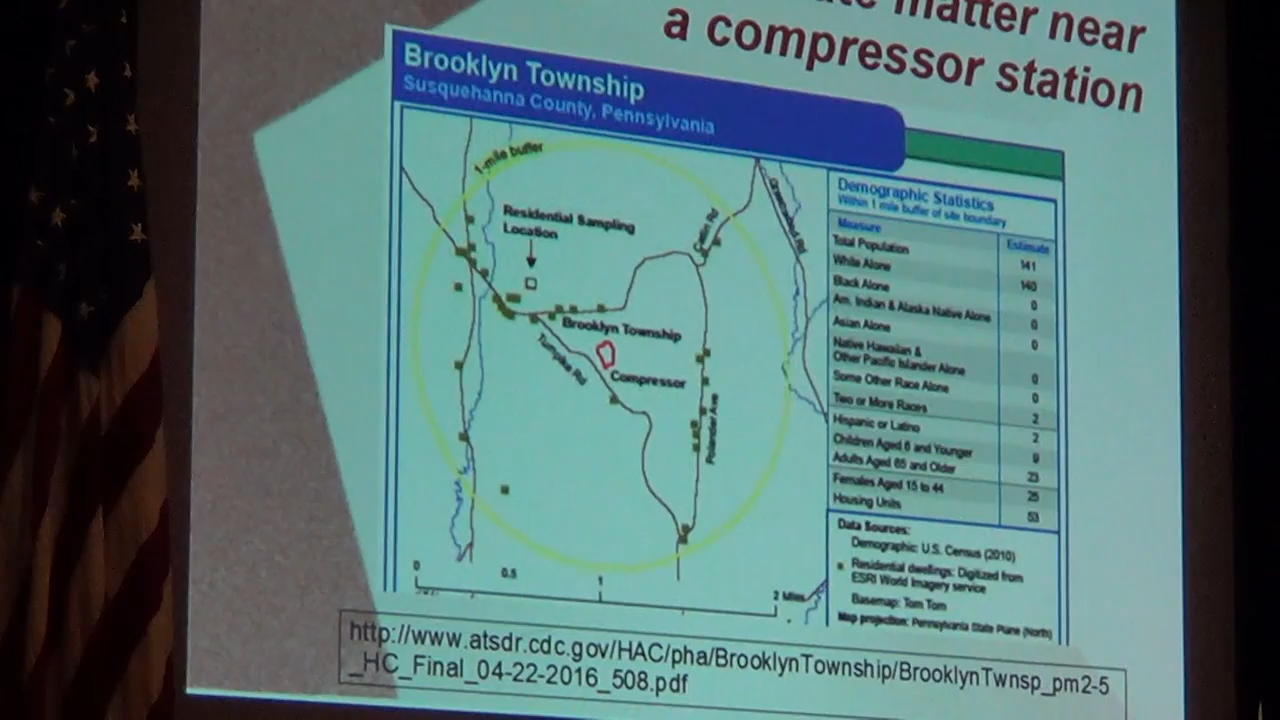 matter near
a compressor station
Brooklyn Township
Susquehanna County, Pennsylvania
1-mile buffer
Residential Sampling
Location
Brooklyn Township
Turnpike Rd
Compressor
Polander Ave
0
0.5
1
2 Miles
Demographic Statistics
Within 1 mile buffer of site boundary
Measure Estimate
Total Population 141
White Alone 140
Black Alone 0
Am. Indian & Alaska Native Alone 0
Asian Alone 0
Native Hawaiian &
Other Pacific Islander Alone 0
Some Other Race Alone 0
Two or More Races 2
Hispanic or Latino 2
Children Aged 6 and Younger 9
Adults Aged 65 and Older 23
Females Aged 15 to 44 25
Housing Units 53
Data Sources:
Demographic: U.S. Census (2010)
Residential dwellings: Digitized from
ESRI World Imagery service
Basemap: Tom Tom
Map projection: Pennsylvania State Plane (North)
http://www.atsdr.cdc.gov/HAC/pha/BrooklynTownship/BrooklynTwnsp_pm2-5
_HC_Final_04-22-2016_508.pdf